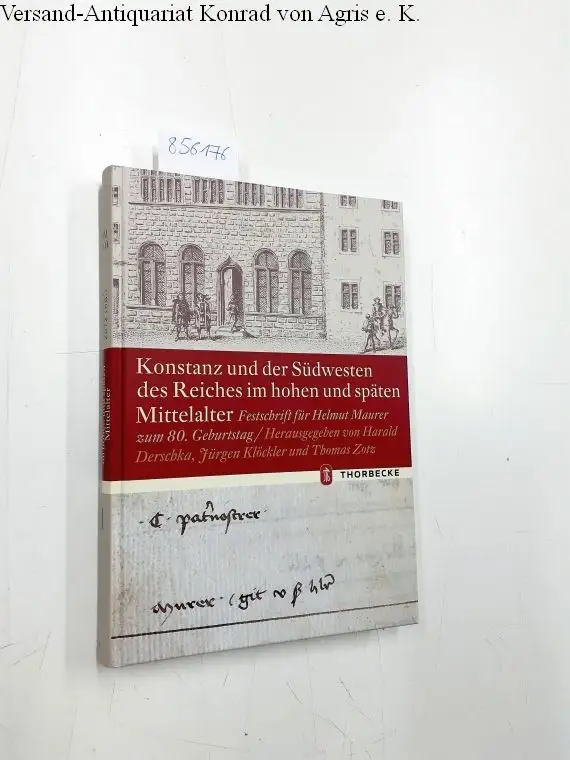 Versand-Antiquariat Konrad von Agris e. K.
856176
Konstanz und der Südwesten
des Reiches im hohen und späten
Mittelalter Festschrift für Helmut Maurer
zum 80. Geburtstag / Herausgegeben von Harald
Derschka, Jürgen Klöckler und Thomas Zotz
THORBECKE
Mittelalter